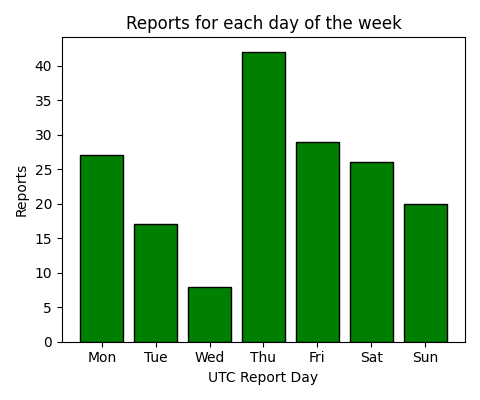 Reports for each day of the week
Reports
40
35
30
25
20
15
10
5
0
Mon Tue Wed Thu Fri Sat Sun
UTC Report Day